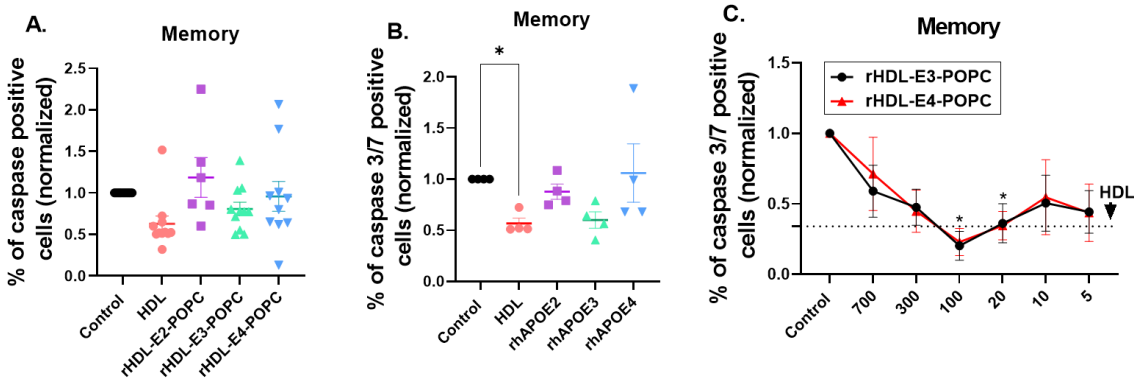 A.
Memory
% of caspase positive
cells (normalized)
2.5
2.0
1.5
1.0
0.5
0.0
Control
HDL
rHDL-E2-POPC
rHDL-E3-POPC
rHDL-E4-POPC
B.
Memory
% of caspase 3/7 positive
cells (normalized)
2.0
1.5
1.0
0.5
0.0
*
Control
HDL
rhAPOE2
rhAPOE3
rhAPOE4
C.
Memory
% of caspase 3/7 positive
cells (normalized)
1.5
1.0
0.5
0.0
rHDL-E3-POPC
rHDL-E4-POPC
*
*
HDL
Control
700
300
100
20
10
5